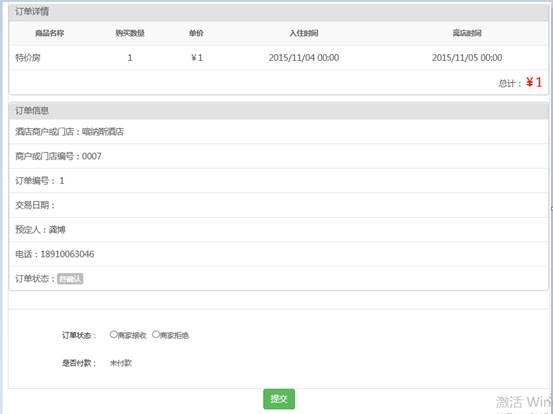 订单详情
商品名称 购买数量 单价 入住时间 离店时间
特价房 1 ¥1 2015/11/04 00:00 2015/11/05 00:00
总计：¥1
订单信息
酒店商户或门店：喀纳斯酒店
商户或门店编号：0007
订单编号： 1
交易日期：
预定人：龚博
电话：18910063046
订单状态：待确认
订单状态： 商家接收 商家拒绝
是否付款： 未付款
提交
激活 Win